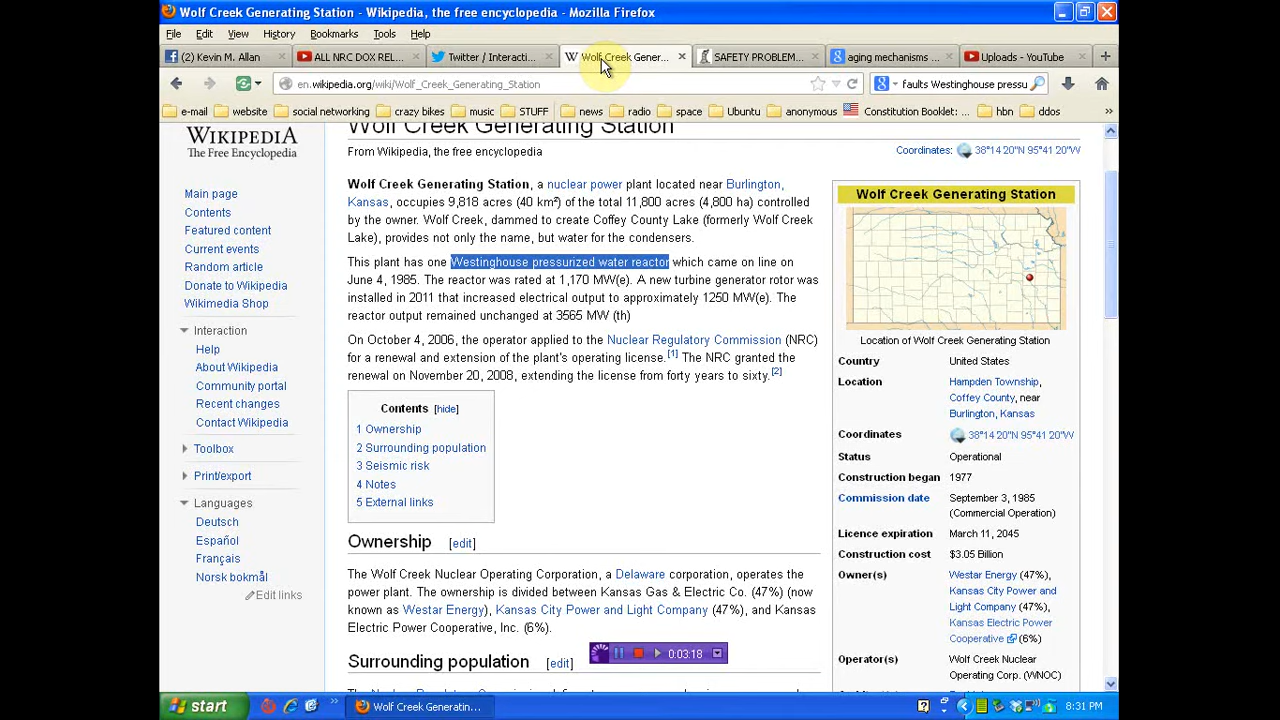 Wolf Creek Generating Station - Wikipedia, the free encyclopedia - Mozilla Firefox
File Edit View History Bookmarks Tools Help
(2) Kevin M. Allan
ALL NRC DOX REL...
Twitter / Interacti...
W Wolf Creek Gener...
SAFETY PROBLEM...
aging mechanisms ...
Uploads - YouTube
en.wikipedia.org/wiki/Wolf_Creek_Generating_Station
faults Westinghouse pressu
e-mail website social networking crazy bikes music STUFF news radio space Ubuntu anonymous Constitution Booklet: ... hbn ddos
WIKIPEDIA
The Free Encyclopedia
Main page
Contents
Featured content
Current events
Random article
Donate to Wikipedia
Wikimedia Shop
Interaction
Help
About Wikipedia
Community portal
Recent changes
Contact Wikipedia
Toolbox
Print/export
Languages
Deutsch
Español
Français
Norsk bokmål
Edit links
Wolf Creek Generating Station
From Wikipedia, the free encyclopedia
Coordinates: 38°14′20″N 95°41′20″W
Wolf Creek Generating Station, a nuclear power plant located near Burlington,
Kansas, occupies 9,818 acres (40 km²) of the total 11,800 acres (4,800 ha) controlled
by the owner. Wolf Creek, dammed to create Coffey County Lake (formerly Wolf Creek
Lake), provides not only the name, but water for the condensers.
This plant has one Westinghouse pressurized water reactor which came on line on
June 4, 1985. The reactor was rated at 1,170 MW(e). A new turbine generator rotor was
installed in 2011 that increased electrical output to approximately 1250 MW(e). The
reactor output remained unchanged at 3565 MW (th)
On October 4, 2006, the operator applied to the Nuclear Regulatory Commission (NRC)
for a renewal and extension of the plant's operating license.[1] The NRC granted the
renewal on November 20, 2008, extending the license from forty years to sixty.[2]
Contents [hide]
1 Ownership
2 Surrounding population
3 Seismic risk
4 Notes
5 External links
Ownership [edit]
The Wolf Creek Nuclear Operating Corporation, a Delaware corporation, operates the
power plant. The ownership is divided between Kansas Gas & Electric Co. (47%) (now
known as Westar Energy), Kansas City Power and Light Company (47%), and Kansas
Electric Power Cooperative, Inc. (6%).
Surrounding population [edit]
Wolf Creek Generating Station
Location of Wolf Creek Generating Station
Country United States
Location Hampden Township,
Coffey County, near
Burlington, Kansas
Coordinates 38°14′20″N 95°41′20″W
Status Operational
Construction began 1977
Commission date September 3, 1985
(Commercial Operation)
Licence expiration March 11, 2045
Construction cost $3.05 Billion
Owner(s) Westar Energy (47%),
Kansas City Power and
Light Company (47%),
Kansas Electric Power
Cooperative (6%)
Operator(s) Wolf Creek Nuclear
Operating Corp. (WNOC)
0:03:18
start
Wolf Creek Generatin...
8:31 PM